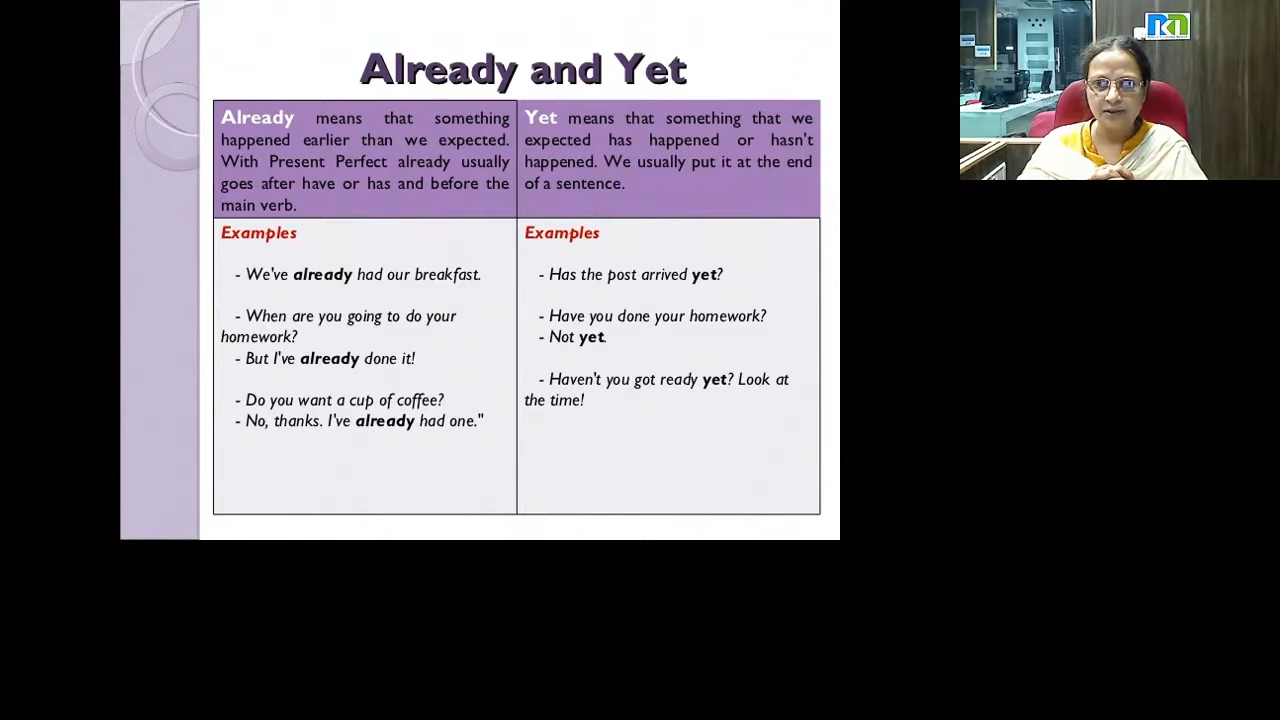 Already and Yet
Already means that something
happened earlier than we expected.
With Present Perfect already usually
goes after have or has and before the
main verb.
Yet means that something that we
expected has happened or hasn't
happened. We usually put it at the end
of a sentence.
Examples
- We've already had our breakfast.
- When are you going to do your
homework?
- But I've already done it!
- Do you want a cup of coffee?
- No, thanks. I've already had one."
Examples
- Has the post arrived yet?
- Have you done your homework?
- Not yet.
- Haven't you got ready yet? Look at
the time!